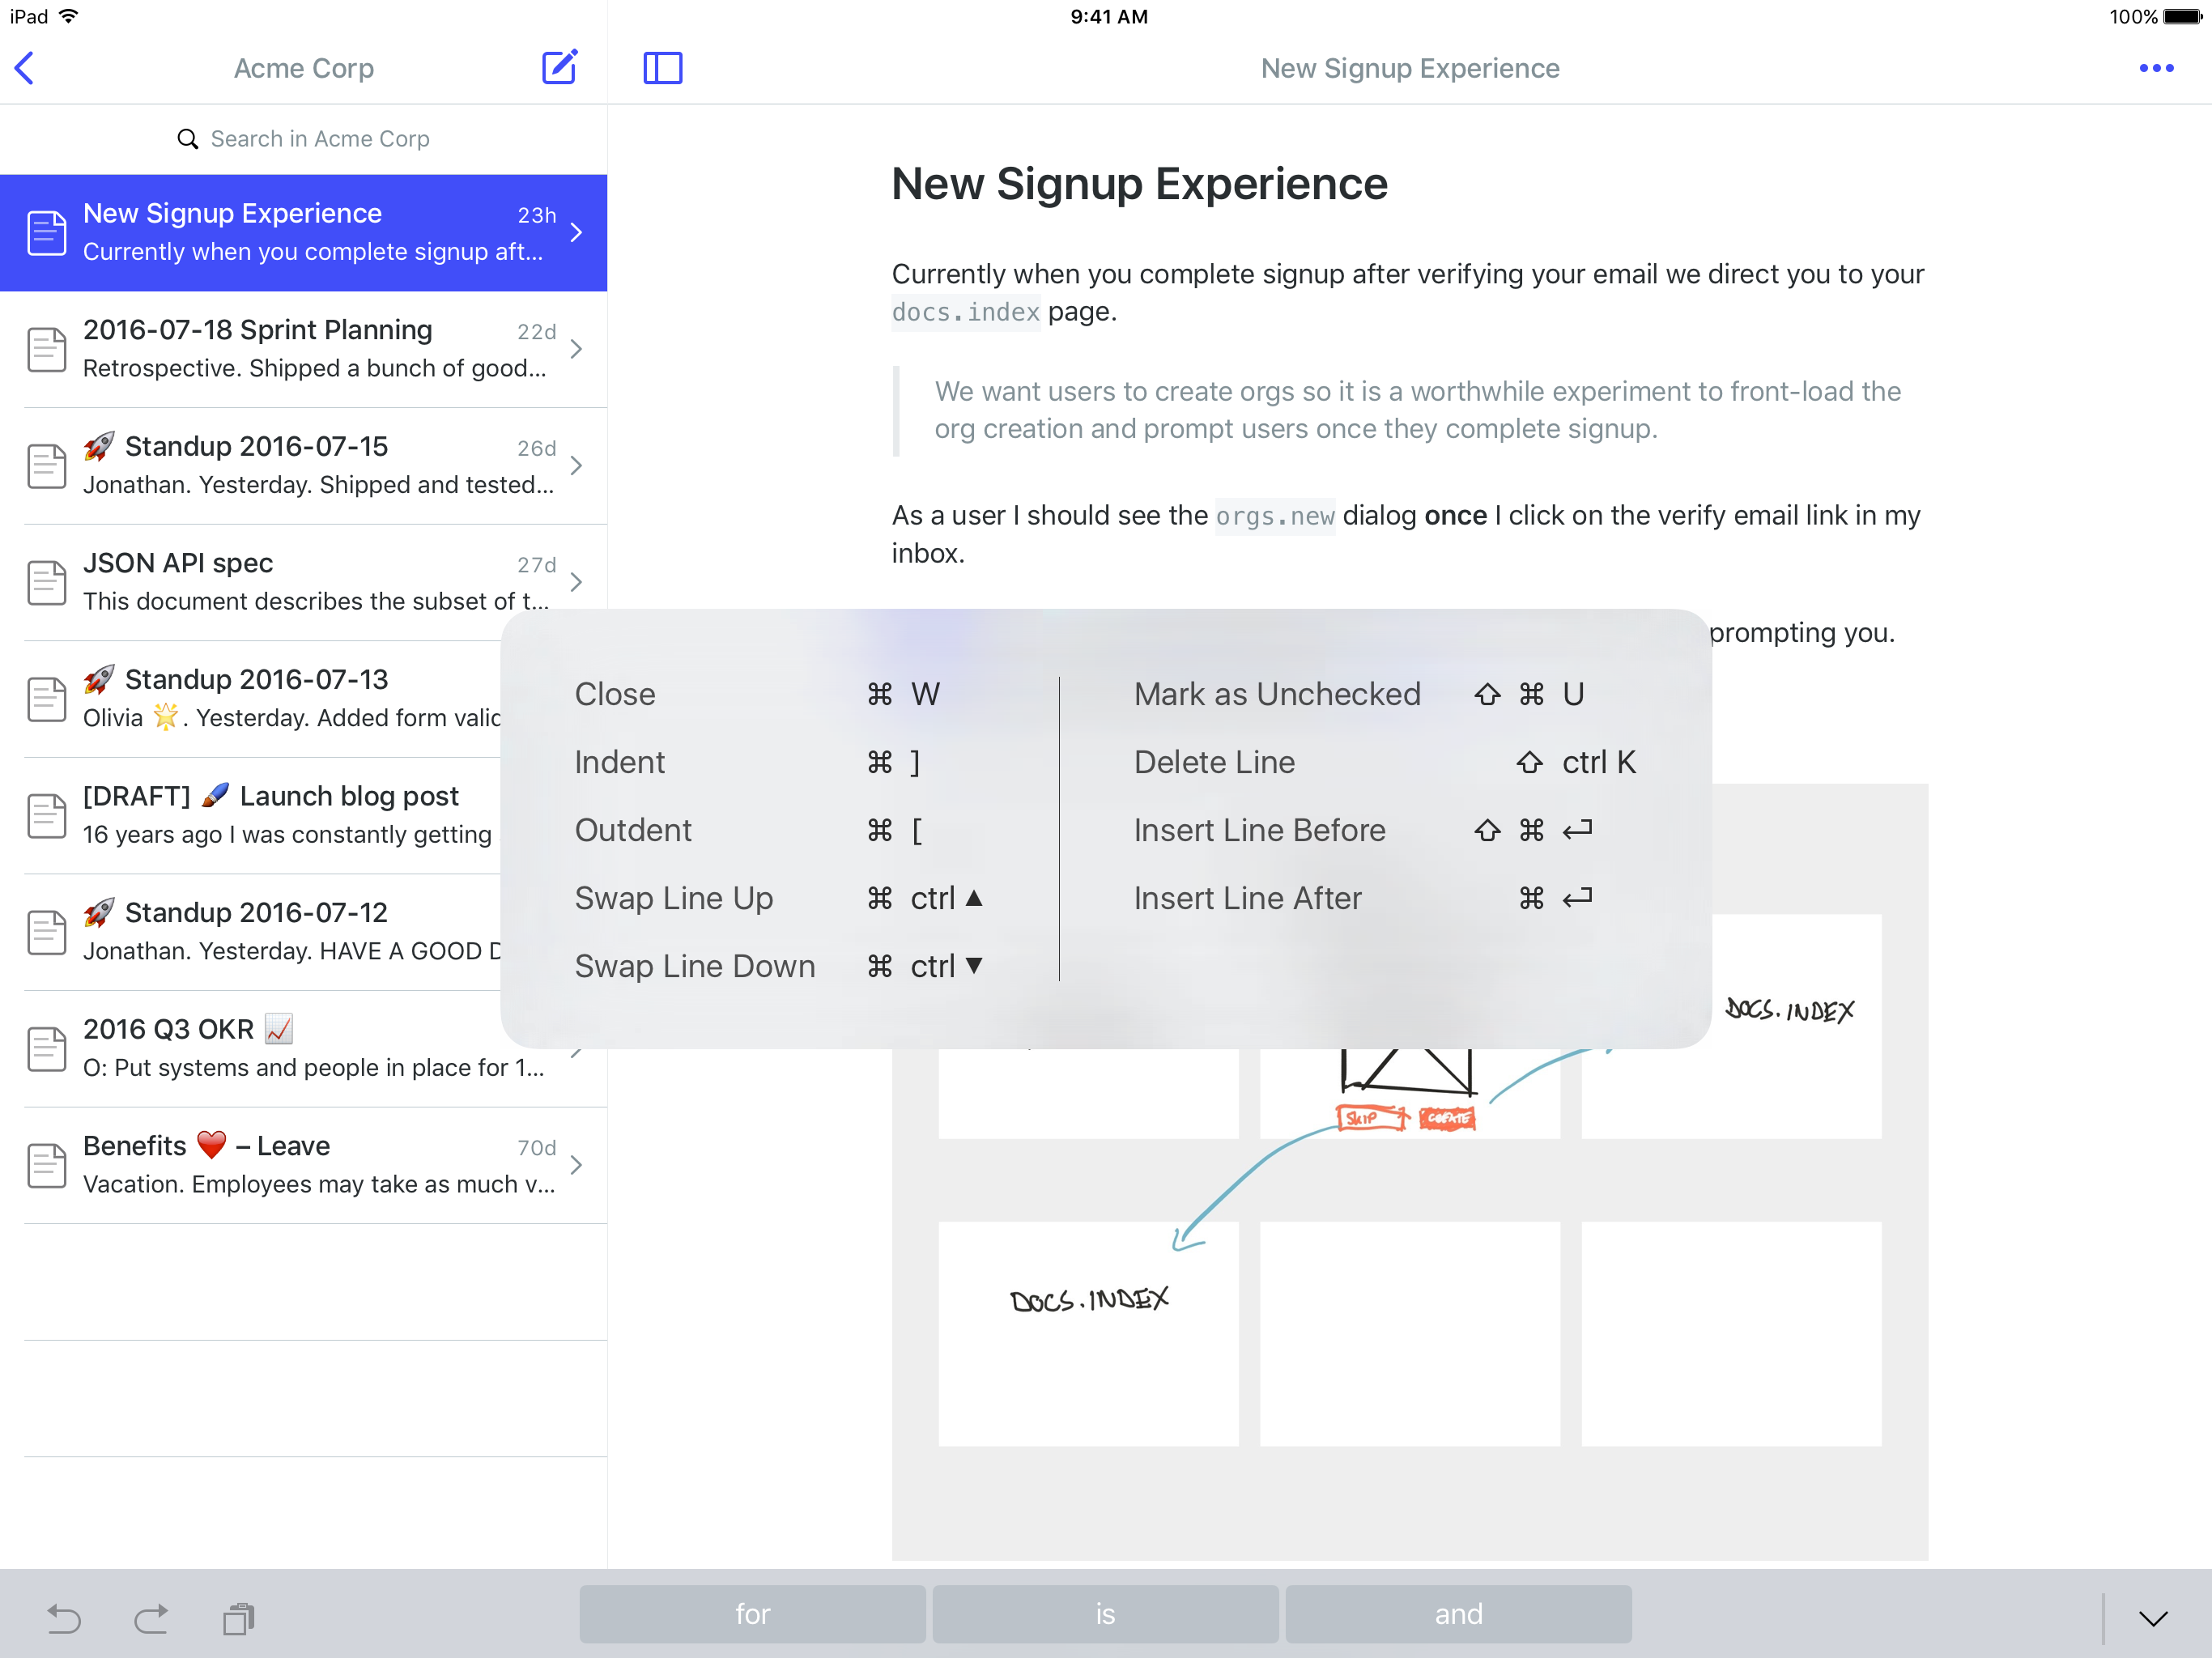 iPad
9:41 AM
100%
Acme Corp
New Signup Experience
Search in Acme Corp
New Signup Experience 23h
Currently when you complete signup aft...
2016-07-18 Sprint Planning 22d
Retrospective. Shipped a bunch of good...
🚀 Standup 2016-07-15 26d
Jonathan. Yesterday. Shipped and tested...
JSON API spec 27d
This document describes the subset of t...
🚀 Standup 2016-07-13
Olivia 🌟. Yesterday. Added form valid
[DRAFT] 🖌️ Launch blog post
16 years ago I was constantly getting
🚀 Standup 2016-07-12
Jonathan. Yesterday. HAVE A GOOD D
2016 Q3 OKR 📈
O: Put systems and people in place for 1...
Benefits ❤️ – Leave 70d
Vacation. Employees may take as much v...
New Signup Experience
Currently when you complete signup after verifying your email we direct you to your
docs.index page.
We want users to create orgs so it is a worthwhile experiment to front-load the
org creation and prompt users once they complete signup.
As a user I should see the orgs.new dialog once I click on the verify email link in my
inbox.
prompting you.
Close ⌘ W
Indent ⌘ ]
Outdent ⌘ [
Swap Line Up ⌘ ctrl ▲
Swap Line Down ⌘ ctrl ▼
Mark as Unchecked ⇧ ⌘ U
Delete Line ⇧ ctrl K
Insert Line Before ⇧ ⌘ ↵
Insert Line After ⌘ ↵
DOCS.INDEX
SKIP CREATE
DOCS.INDEX
for is and